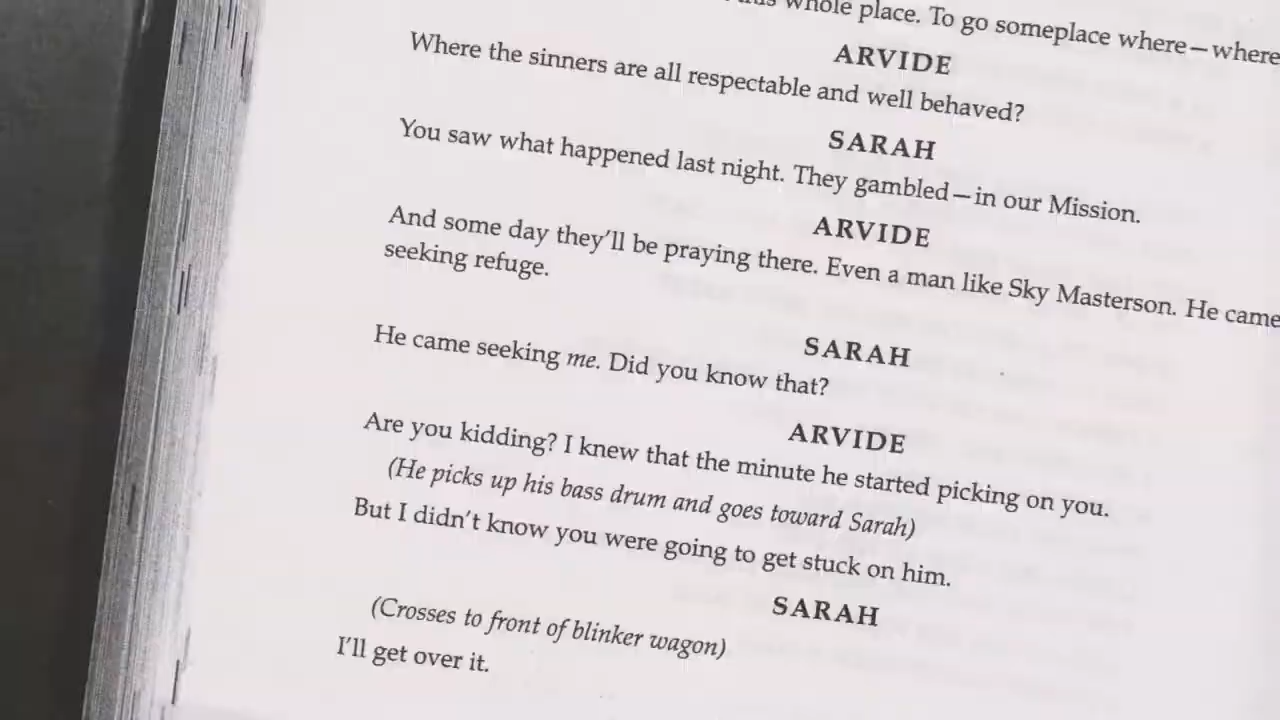 whole place. To go someplace where—where
ARVIDE
Where the sinners are all respectable and well behaved?
SARAH
You saw what happened last night. They gambled—in our Mission.
ARVIDE
And some day they'll be praying there. Even a man like Sky Masterson. He came
seeking refuge.
SARAH
He came seeking me. Did you know that?
ARVIDE
Are you kidding? I knew that the minute he started picking on you.
(He picks up his bass drum and goes toward Sarah)
But I didn't know you were going to get stuck on him.
SARAH
(Crosses to front of blinker wagon)
I'll get over it.